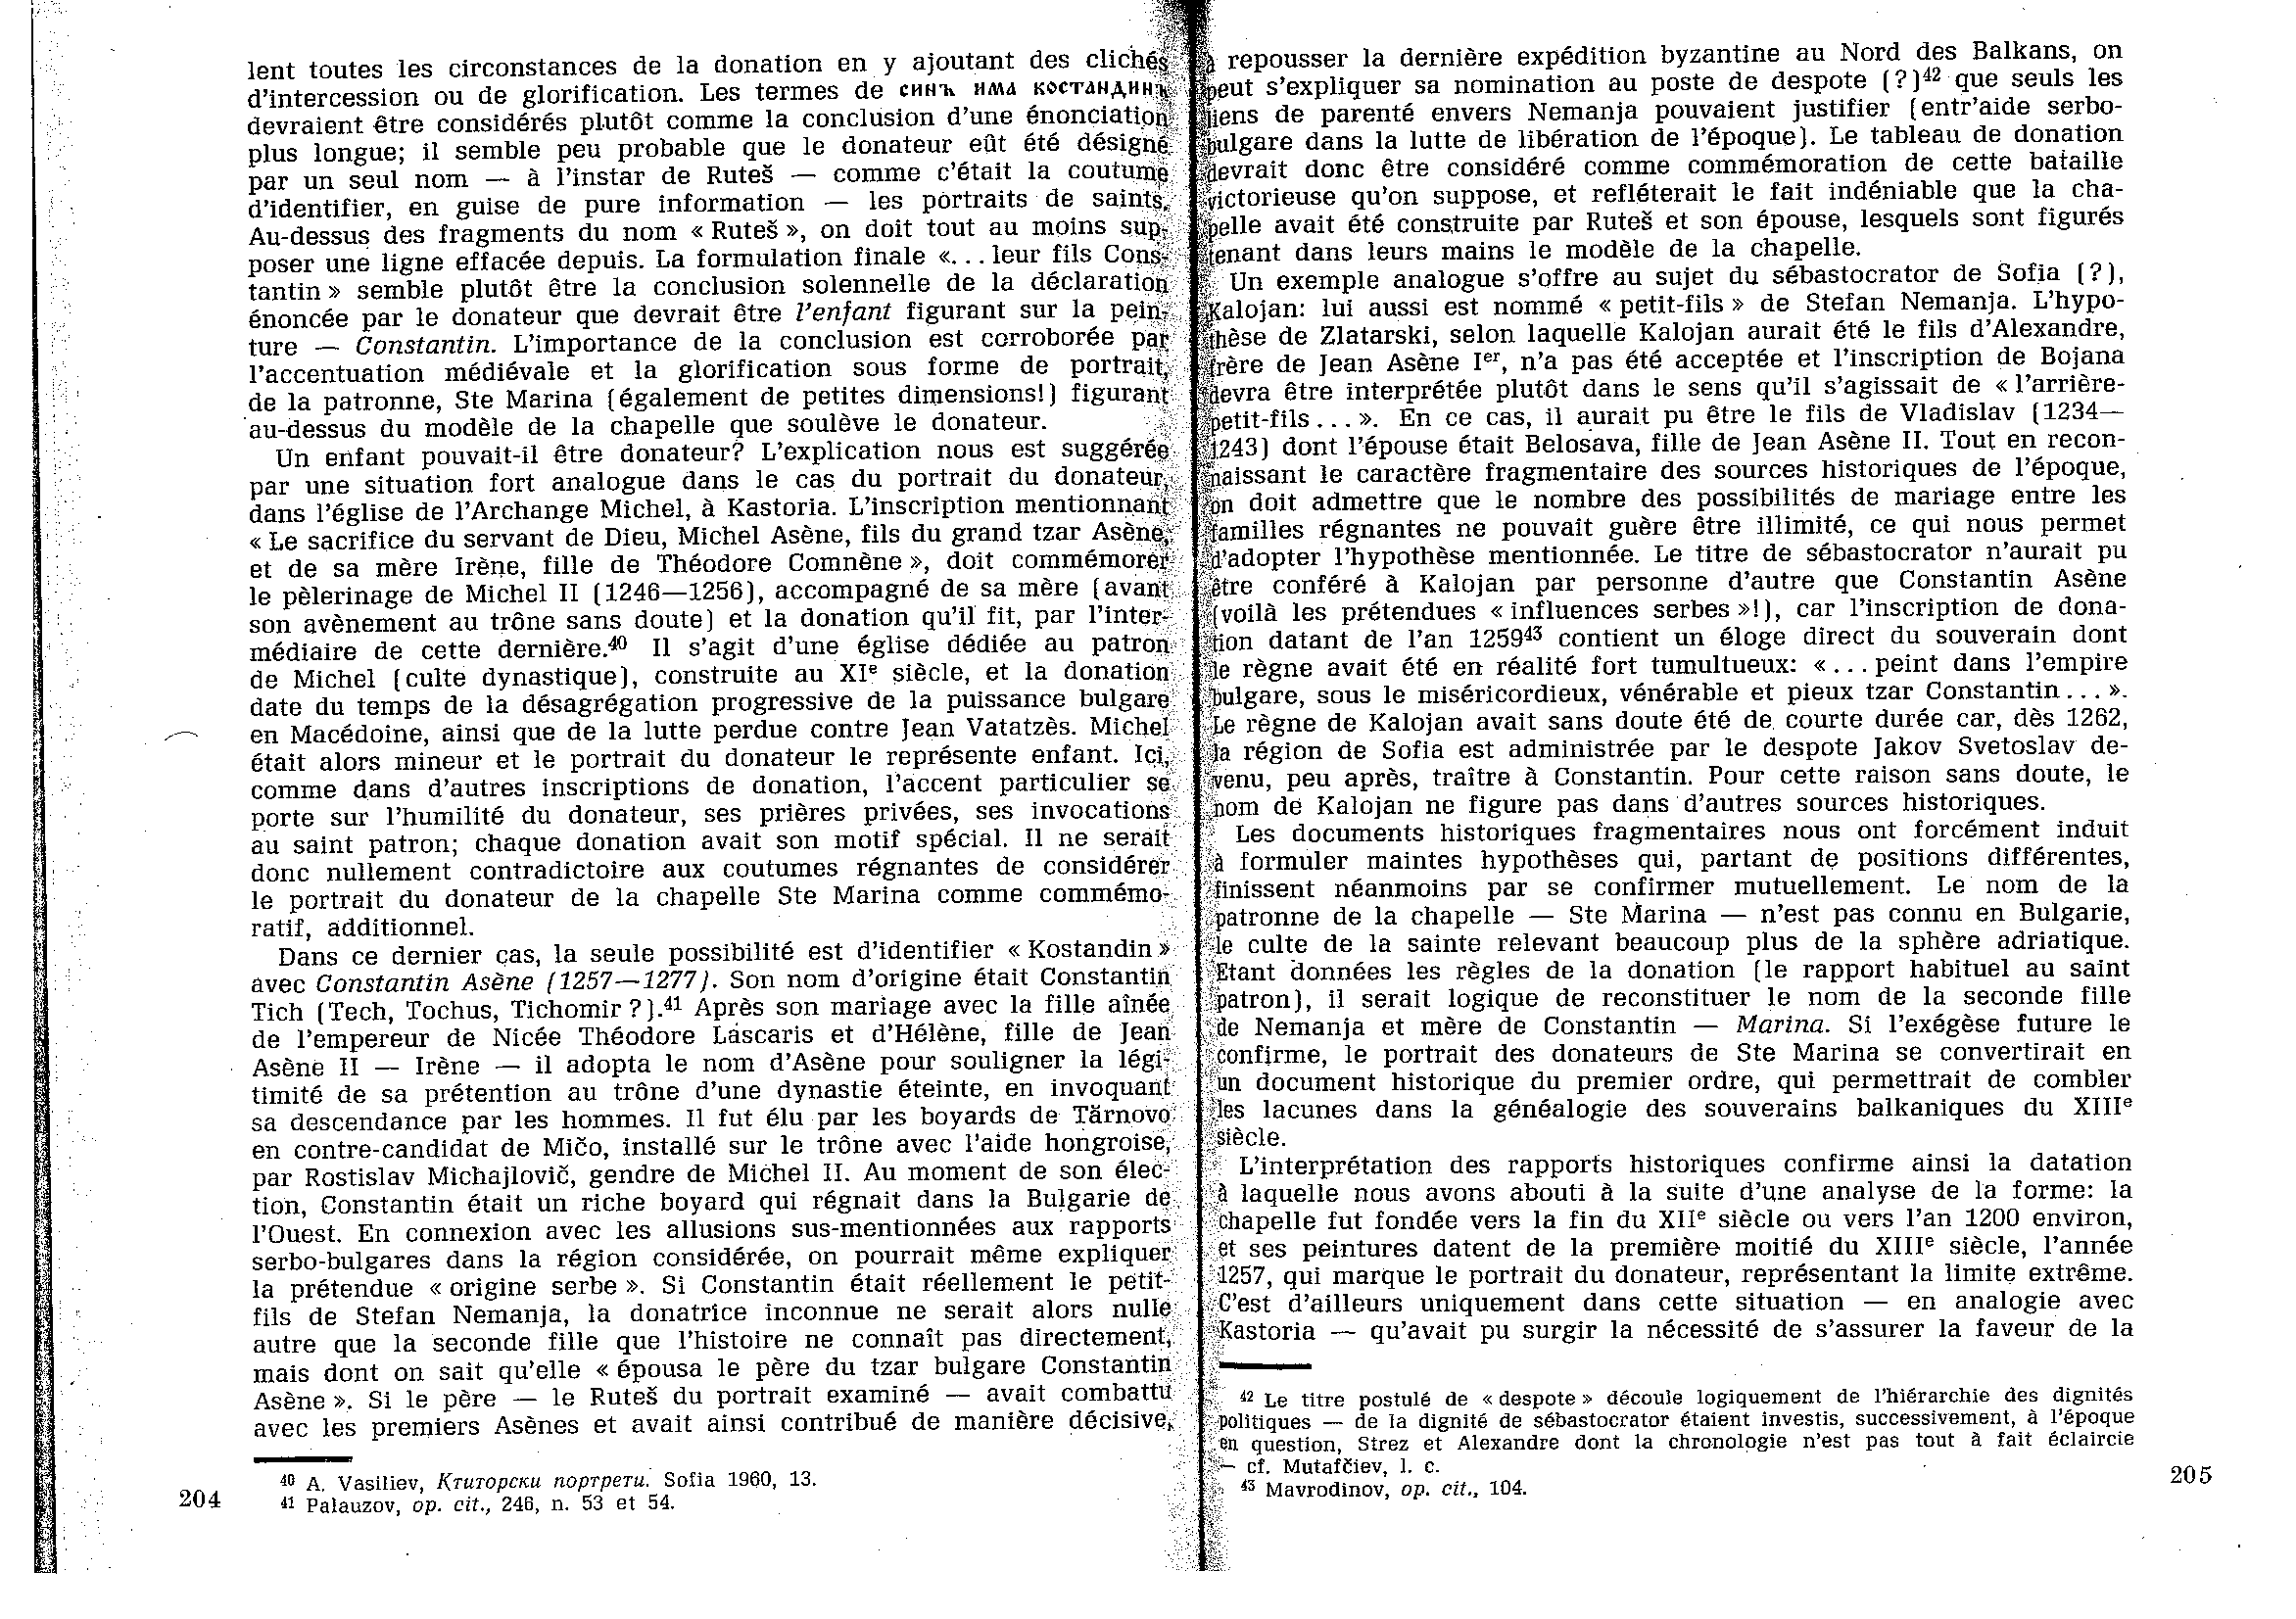 lent toutes les circonstances de la donation en y ajoutant des clichés
d'intercession ou de glorification. Les termes de синъ има костандинъ
devraient être considérés plutôt comme la conclusion d'une énonciation
plus longue; il semble peu probable que le donateur eût été désigné
par un seul nom — à l'instar de Ruteš — comme c'était la coutume
d'identifier, en guise de pure information — les portraits de saints.
Au-dessus des fragments du nom « Ruteš », on doit tout au moins sup-
poser une ligne effacée depuis. La formulation finale «... leur fils Cons-
tantin » semble plutôt être la conclusion solennelle de la déclaration
énoncée par le donateur que devrait être l'enfant figurant sur la pein-
ture — Constantin. L'importance de la conclusion est corroborée par
l'accentuation médiévale et la glorification sous forme de portrait,
de la patronne, Ste Marina (également de petites dimensions!) figurant
au-dessus du modèle de la chapelle que soulève le donateur.
Un enfant pouvait-il être donateur? L'explication nous est suggérée
par une situation fort analogue dans le cas du portrait du donateur,
dans l'église de l'Archange Michel, à Kastoria. L'inscription mentionnant
« Le sacrifice du servant de Dieu, Michel Asène, fils du grand tzar Asène,
et de sa mère Irène, fille de Théodore Comnène », doit commémorer
le pèlerinage de Michel II (1246—1256), accompagné de sa mère (avant
son avènement au trône sans doute) et la donation qu'il fit, par l'inter-
médiaire de cette dernière.40 Il s'agit d'une église dédiée au patron
de Michel (culte dynastique), construite au XIe siècle, et la donation
date du temps de la désagrégation progressive de la puissance bulgare
en Macédoine, ainsi que de la lutte perdue contre Jean Vatatzès. Michel
était alors mineur et le portrait du donateur le représente enfant. Ici,
comme dans d'autres inscriptions de donation, l'accent particulier se
porte sur l'humilité du donateur, ses prières privées, ses invocations
au saint patron; chaque donation avait son motif spécial. Il ne serait
donc nullement contradictoire aux coutumes régnantes de considérer
le portrait du donateur de la chapelle Ste Marina comme commémo-
ratif, additionnel.
Dans ce dernier cas, la seule possibilité est d'identifier « Kostandin »
avec Constantin Asène (1257—1277). Son nom d'origine était Constantin
Tich (Tech, Tochus, Tichomir ?).41 Après son mariage avec la fille aînée
de l'empereur de Nicée Théodore Lascaris et d'Hélène, fille de Jean
Asène II — Irène — il adopta le nom d'Asène pour souligner la légi-
timité de sa prétention au trône d'une dynastie éteinte, en invoquant
sa descendance par les hommes. Il fut élu par les boyards de Tărnovo
en contre-candidat de Mičo, installé sur le trône avec l'aide hongroise,
par Rostislav Michajlovič, gendre de Michel II. Au moment de son élec-
tion, Constantin était un riche boyard qui régnait dans la Bulgarie de
l'Ouest. En connexion avec les allusions sus-mentionnées aux rapports
serbo-bulgares dans la région considérée, on pourrait même expliquer
la prétendue « origine serbe ». Si Constantin était réellement le petit-
fils de Stefan Nemanja, la donatrice inconnue ne serait alors nulle
autre que la seconde fille que l'histoire ne connaît pas directement,
mais dont on sait qu'elle « épousa le père du tzar bulgare Constantin
Asène ». Si le père — le Ruteš du portrait examiné — avait combattu
avec les premiers Asènes et avait ainsi contribué de manière décisive,
40 A. Vasiliev, Ктиторски портрети. Sofia 1960, 13.
41 Palauzov, op. cit., 246, n. 53 et 54.
204
à repousser la dernière expédition byzantine au Nord des Balkans, on
peut s'expliquer sa nomination au poste de despote (?)42 que seuls les
liens de parenté envers Nemanja pouvaient justifier (entr'aide serbo-
bulgare dans la lutte de libération de l'époque). Le tableau de donation
devrait donc être considéré comme commémoration de cette bataille
victorieuse qu'on suppose, et refléterait le fait indéniable que la cha-
pelle avait été construite par Ruteš et son épouse, lesquels sont figurés
tenant dans leurs mains le modèle de la chapelle.
Un exemple analogue s'offre au sujet du sébastocrator de Sofia (?),
Kalojan: lui aussi est nommé « petit-fils » de Stefan Nemanja. L'hypo-
thèse de Zlatarski, selon laquelle Kalojan aurait été le fils d'Alexandre,
frère de Jean Asène Ier, n'a pas été acceptée et l'inscription de Bojana
devra être interprétée plutôt dans le sens qu'il s'agissait de « l'arrière-
petit-fils ... ». En ce cas, il aurait pu être le fils de Vladislav (1234—
1243) dont l'épouse était Belosava, fille de Jean Asène II. Tout en recon-
naissant le caractère fragmentaire des sources historiques de l'époque,
on doit admettre que le nombre des possibilités de mariage entre les
familles régnantes ne pouvait guère être illimité, ce qui nous permet
d'adopter l'hypothèse mentionnée. Le titre de sébastocrator n'aurait pu
être conféré à Kalojan par personne d'autre que Constantin Asène
(voilà les prétendues « influences serbes »!), car l'inscription de dona-
tion datant de l'an 125943 contient un éloge direct du souverain dont
le règne avait été en réalité fort tumultueux: «... peint dans l'empire
bulgare, sous le miséricordieux, vénérable et pieux tzar Constantin ... ».
Le règne de Kalojan avait sans doute été de courte durée car, dès 1262,
la région de Sofia est administrée par le despote Jakov Svetoslav de-
venu, peu après, traître à Constantin. Pour cette raison sans doute, le
nom de Kalojan ne figure pas dans d'autres sources historiques.
Les documents historiques fragmentaires nous ont forcément induit
à formuler maintes hypothèses qui, partant de positions différentes,
finissent néanmoins par se confirmer mutuellement. Le nom de la
patronne de la chapelle — Ste Marina — n'est pas connu en Bulgarie,
le culte de la sainte relevant beaucoup plus de la sphère adriatique.
Etant données les règles de la donation (le rapport habituel au saint
patron), il serait logique de reconstituer le nom de la seconde fille
de Nemanja et mère de Constantin — Marina. Si l'exégèse future le
confirme, le portrait des donateurs de Ste Marina se convertirait en
un document historique du premier ordre, qui permettrait de combler
les lacunes dans la généalogie des souverains balkaniques du XIIIe
siècle.
L'interprétation des rapports historiques confirme ainsi la datation
à laquelle nous avons abouti à la suite d'une analyse de la forme: la
chapelle fut fondée vers la fin du XIIe siècle ou vers l'an 1200 environ,
et ses peintures datent de la première moitié du XIIIe siècle, l'année
1257, qui marque le portrait du donateur, représentant la limite extrême.
C'est d'ailleurs uniquement dans cette situation — en analogie avec
Kastoria — qu'avait pu surgir la nécessité de s'assurer la faveur de la
42 Le titre postulé de « despote » découle logiquement de l'hiérarchie des dignités
politiques — de la dignité de sébastocrator étaient investis, successivement, à l'époque
en question, Strez et Alexandre dont la chronologie n'est pas tout à fait éclaircie
— cf. Mutafčiev, l. c.
43 Mavrodinov, op. cit., 104.
205